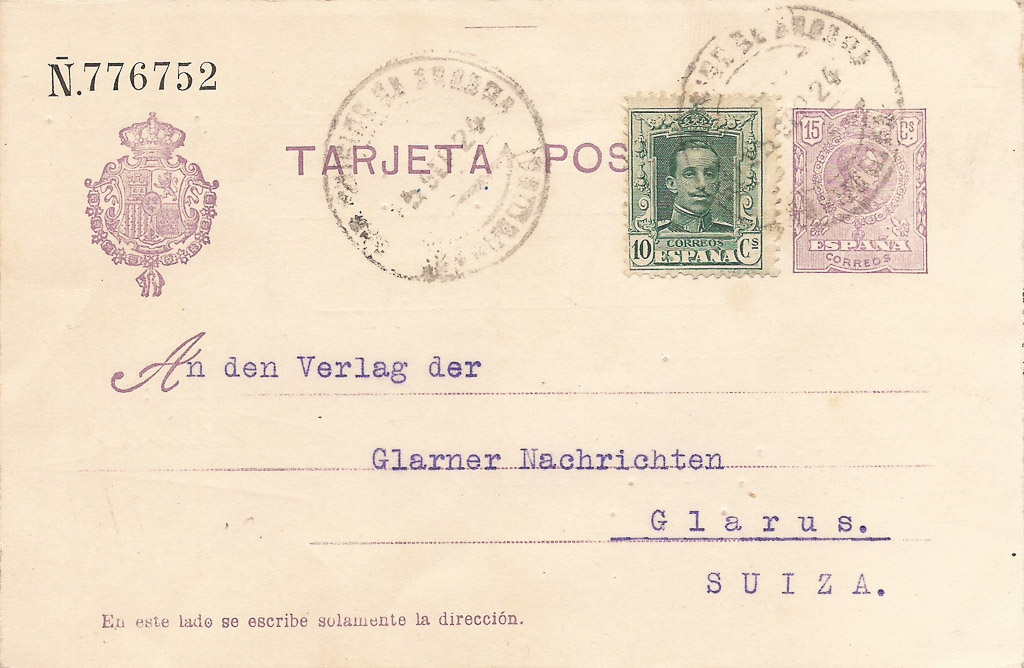 N.776752
TARJETA POS
15 Cs
ESPAÑA
CORREOS
CORREOS
10 ESPAÑA Cs
An den Verlag der
Glarner Nachrichten
Glarus.
SUIZA.
En este lado se escribe solamente la dirección.